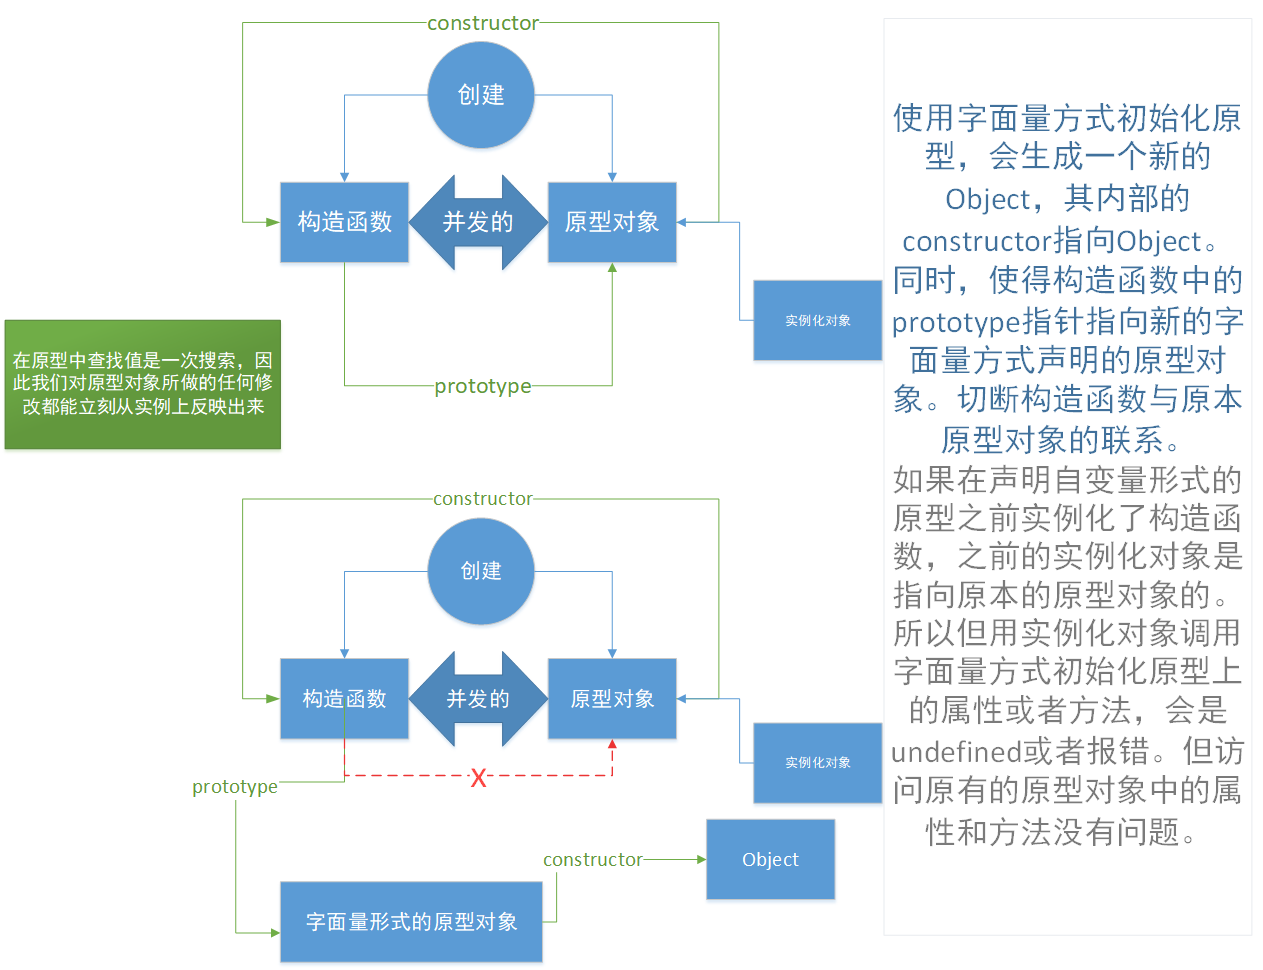 constructor
创建
构造函数
并发的
原型对象
实例化对象
prototype
在原型中查找值是一次搜索，因
此我们对原型对象所做的任何修
改都能立刻从实例上反映出来
constructor
创建
构造函数
并发的
原型对象
实例化对象
X
prototype
constructor
Object
字面量形式的原型对象
使用字面量方式初始化原
型，会生成一个新的
Object，其内部的
constructor指向Object。
同时，使得构造函数中的
prototype指针指向新的字
面量方式声明的原型对
象。切断构造函数与原本
原型对象的联系。
如果在声明自变量形式的
原型之前实例化了构造函
数，之前的实例化对象是
指向原本的原型对象的。
所以但用实例化对象调用
字面量方式初始化原型上
的属性或者方法，会是
undefined或者报错。但访
问原有的原型对象中的属
性和方法没有问题。